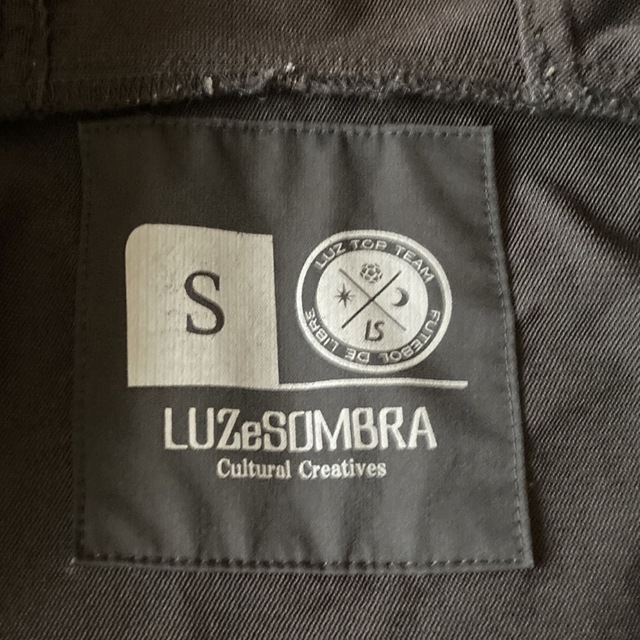 S
LUZ TOP TEAM
FUTEBOL DE LIBRE
LS
LUZeSOMBRA
Cultural Creatives